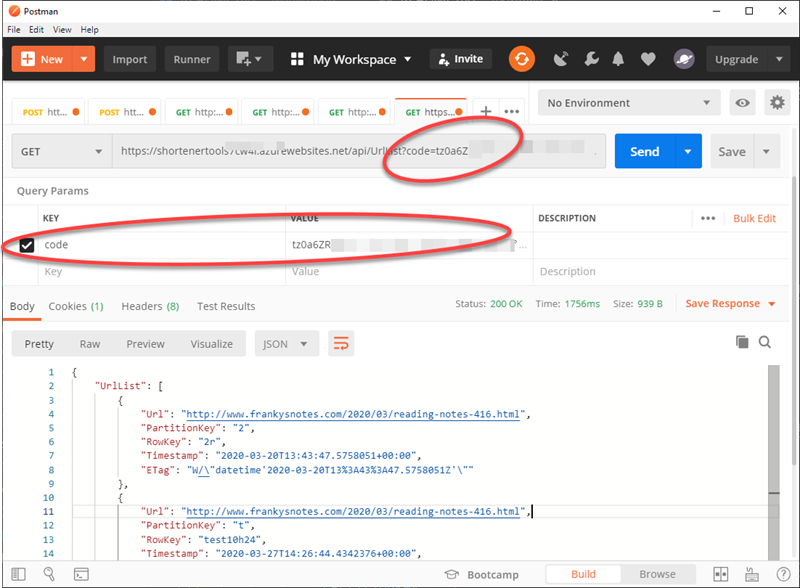 Postman
File Edit View Help
New Import Runner My Workspace Invite Upgrade
POST htt... POST htt... GET http:... GET http:... GET http:... GET https... No Environment
GET https://shortenertools7cw4f.azurewebsites.net/api/UrlList?code=tz0a6Z Send Save
Query Params
KEY VALUE DESCRIPTION Bulk Edit
code tz0a6ZR
Key Value Description
Body Cookies (1) Headers (8) Test Results Status: 200 OK Time: 1756ms Size: 939 B Save Response
Pretty Raw Preview Visualize JSON
1 {
2 "UrlList": [
3 {
4 "Url": "http://www.frankysnotes.com/2020/03/reading-notes-416.html",
5 "PartitionKey": "2",
6 "RowKey": "2r",
7 "Timestamp": "2020-03-20T13:43:47.5758051+00:00",
8 "ETag": "W/\"datetime'2020-03-20T13%3A43%3A47.5758051Z'\""
9 },
10 {
11 "Url": "http://www.frankysnotes.com/2020/03/reading-notes-416.html",
12 "PartitionKey": "t",
13 "RowKey": "test10h24",
14 "Timestamp": "2020-03-27T14:26:44.4342376+00:00",
Bootcamp Build Browse